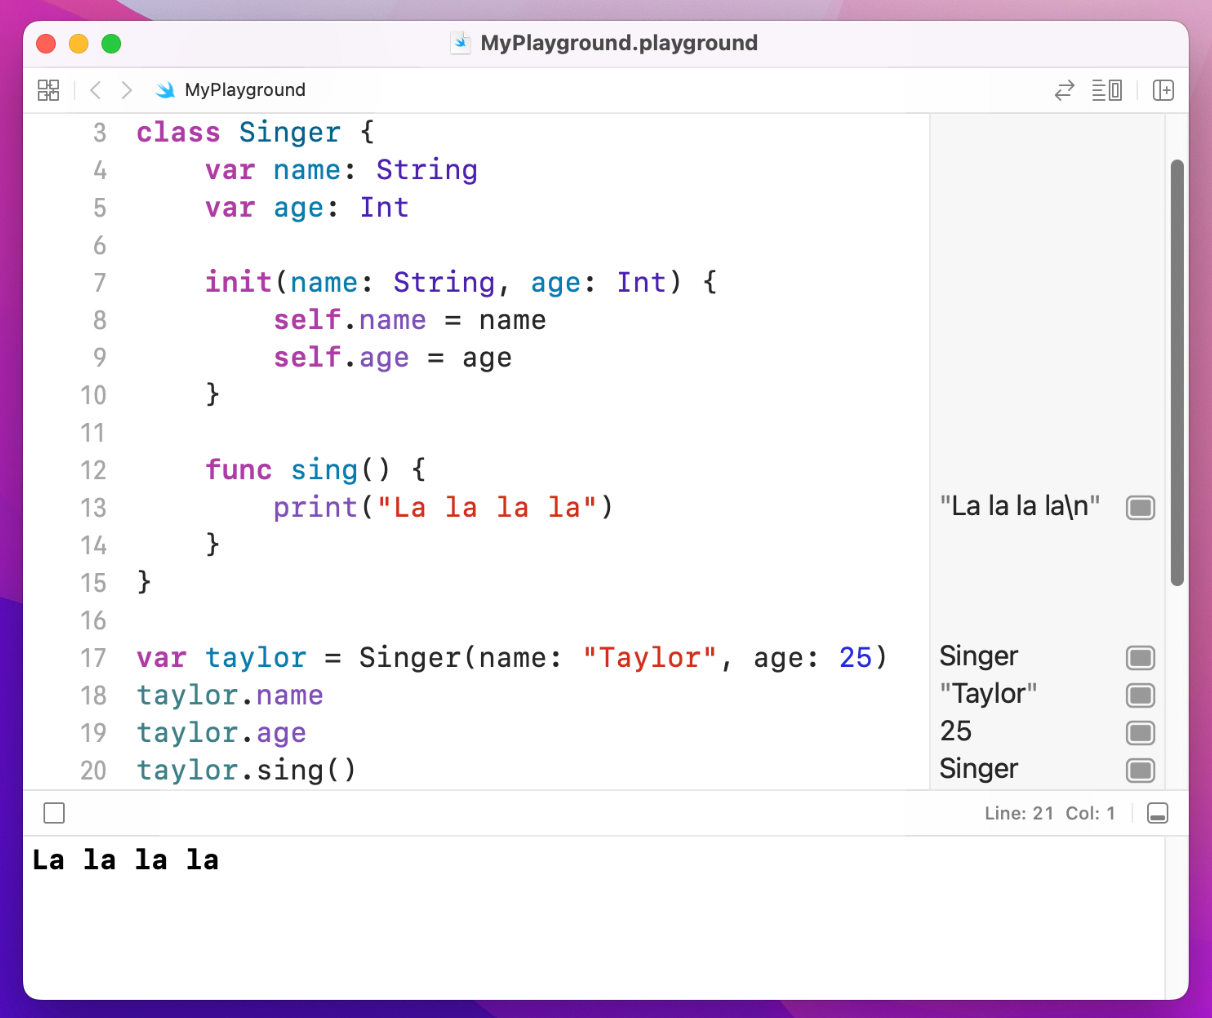 MyPlayground.playground
MyPlayground
3 class Singer {
4     var name: String
5     var age: Int
6
7     init(name: String, age: Int) {
8         self.name = name
9         self.age = age
10     }
11
12     func sing() {
13         print("La la la la") "La la la la\n"
14     }
15 }
16
17 var taylor = Singer(name: "Taylor", age: 25) Singer
18 taylor.name "Taylor"
19 taylor.age 25
20 taylor.sing() Singer
Line: 21 Col: 1
La la la la